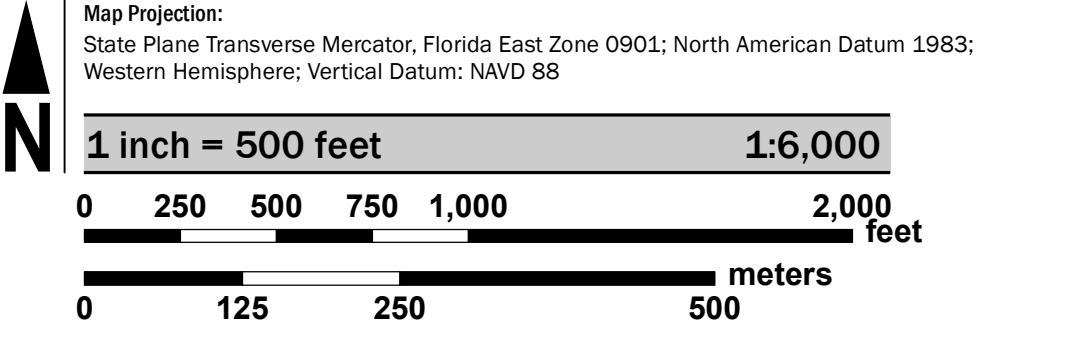 Map Projection:
State Plane Transverse Mercator, Florida East Zone 0901; North American Datum 1983;
Western Hemisphere; Vertical Datum: NAVD 88
N
1 inch = 500 feet 1:6,000
0 250 500 750 1,000 2,000
feet
meters
0 125 250 500